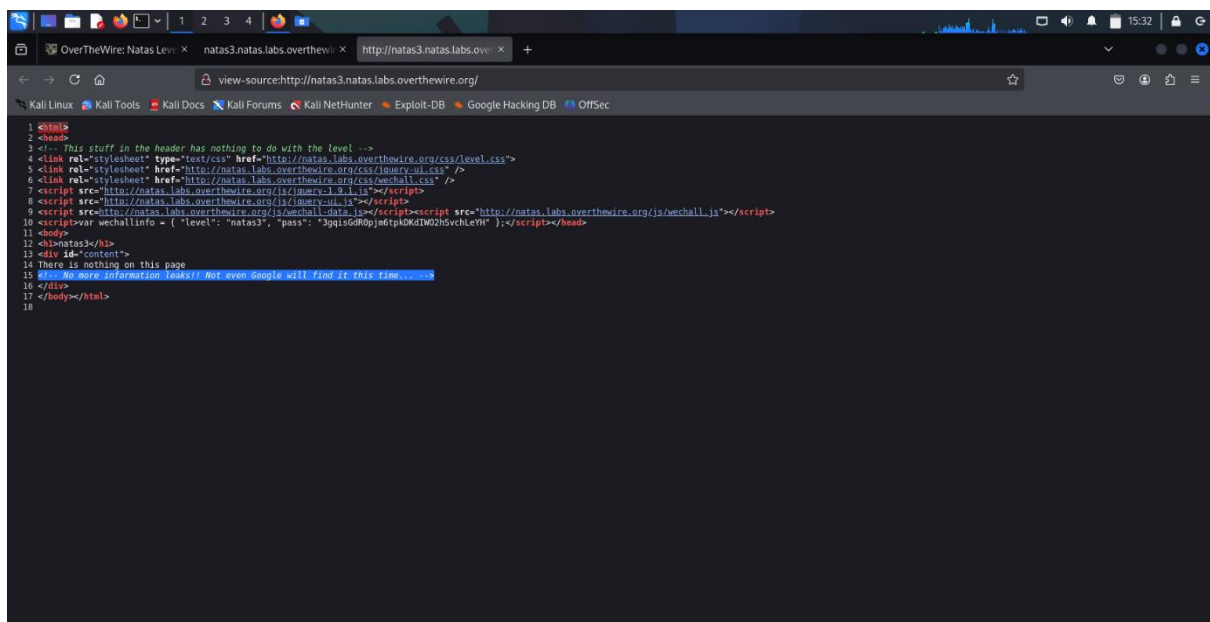 1 2 3 4 15:32
OverTheWire: Natas Leve natas3.natas.labs.overthewir http://natas3.natas.labs.over
view-source:http://natas3.natas.labs.overthewire.org/
Kali Linux Kali Tools Kali Docs Kali Forums Kali NetHunter Exploit-DB Google Hacking DB OffSec
1 <html>
2 <head>
3 <!-- This stuff in the header has nothing to do with the level -->
4 <link rel="stylesheet" type="text/css" href="http://natas.labs.overthewire.org/css/level.css">
5 <link rel="stylesheet" href="http://natas.labs.overthewire.org/css/jquery-ui.css" />
6 <link rel="stylesheet" href="http://natas.labs.overthewire.org/css/wechall.css" />
7 <script src="http://natas.labs.overthewire.org/js/jquery-1.9.1.js"></script>
8 <script src="http://natas.labs.overthewire.org/js/jquery-ui.js"></script>
9 <script src=http://natas.labs.overthewire.org/js/wechall-data.js></script><script src="http://natas.labs.overthewire.org/js/wechall.js"></script>
10 <script>var wechallinfo = { "level": "natas3", "pass": "3gqisGdR0pjm6tpkDKdIWO2hSvchLeYH" };</script></head>
11 <body>
12 <h1>natas3</h1>
13 <div id="content">
14 There is nothing on this page
15 <!-- No more information leaks!! Not even Google will find it this time... -->
16 </div>
17 </body></html>
18